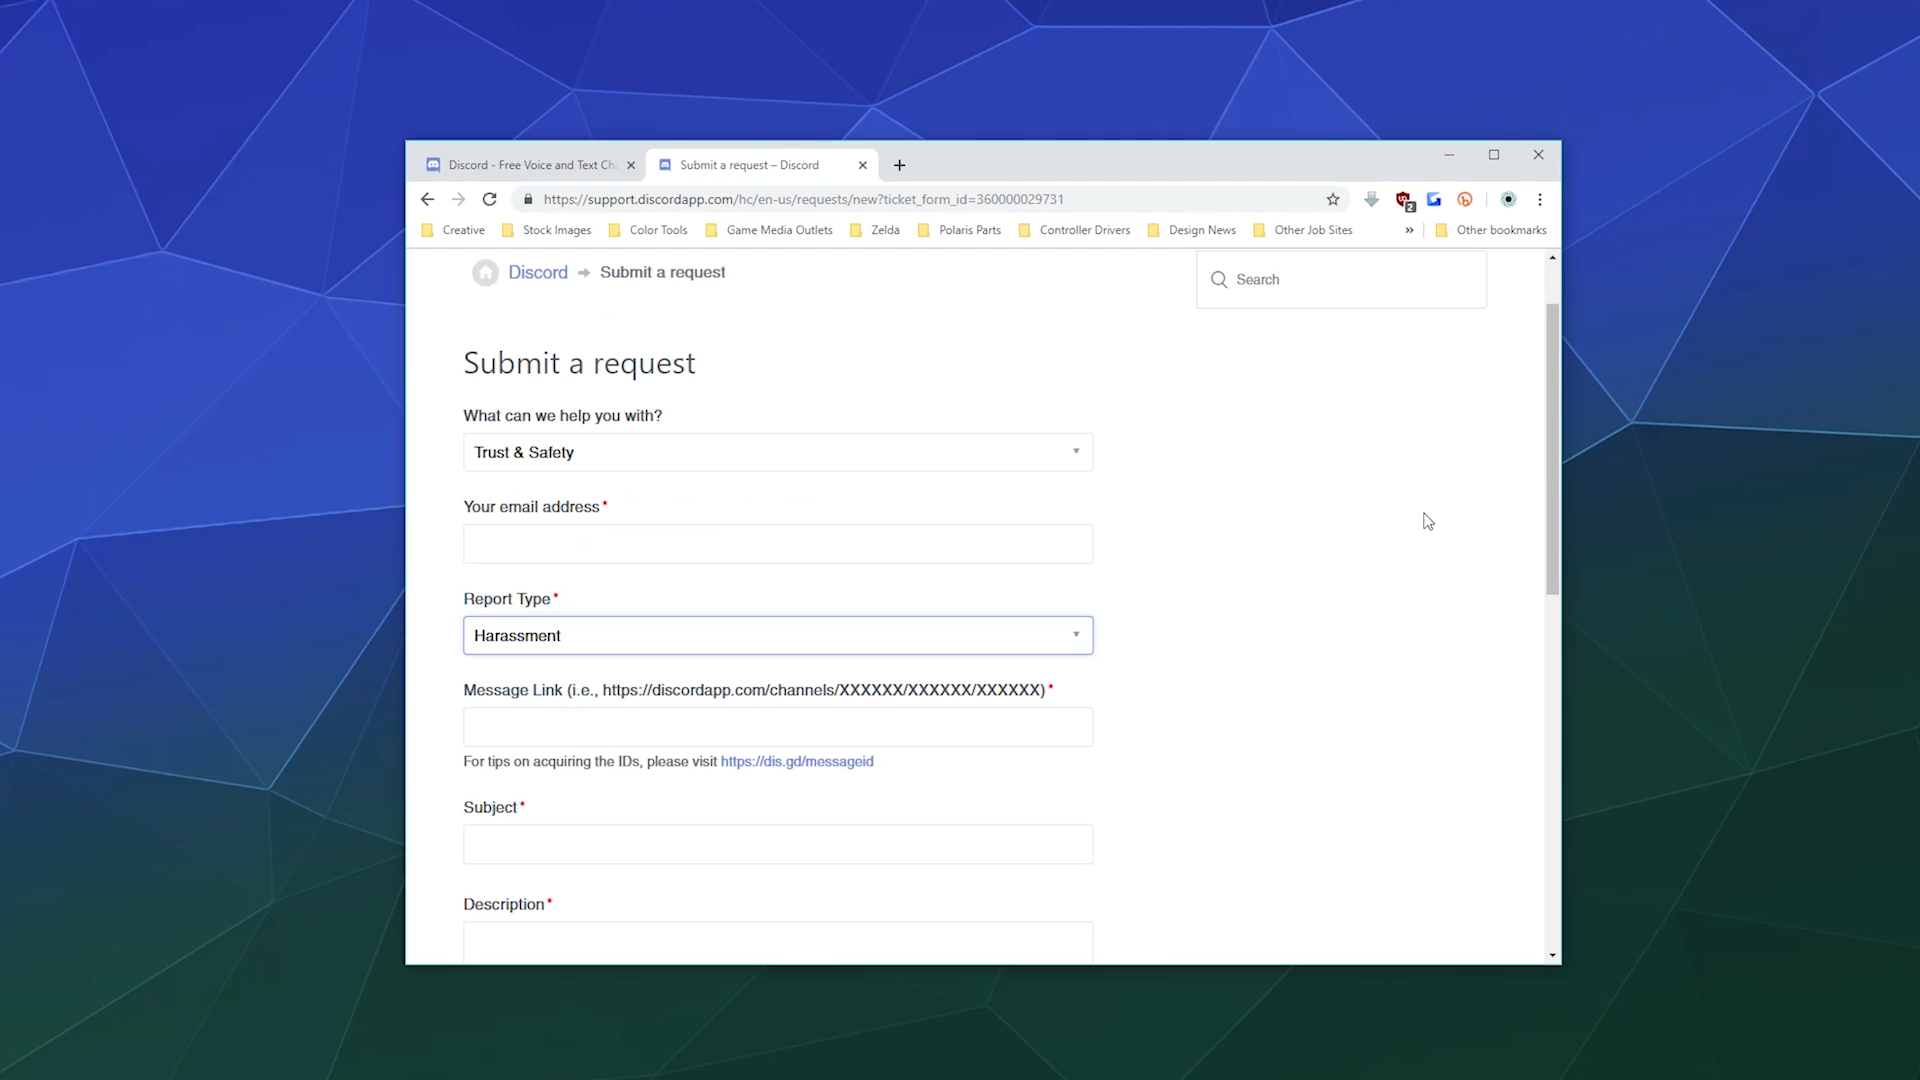 Discord - Free Voice and Text Cha
Submit a request – Discord
https://support.discordapp.com/hc/en-us/requests/new?ticket_form_id=360000029731
2
Creative
Stock Images
Color Tools
Game Media Outlets
Zelda
Polaris Parts
Controller Drivers
Design News
Other Job Sites
»
Other bookmarks
Discord
Submit a request
Search
Submit a request
What can we help you with?
Trust & Safety
Your email address*
Report Type*
Harassment
Message Link (i.e., https://discordapp.com/channels/XXXXXX/XXXXXX/XXXXXX)*
For tips on acquiring the IDs, please visit https://dis.gd/messageid
Subject*
Description*